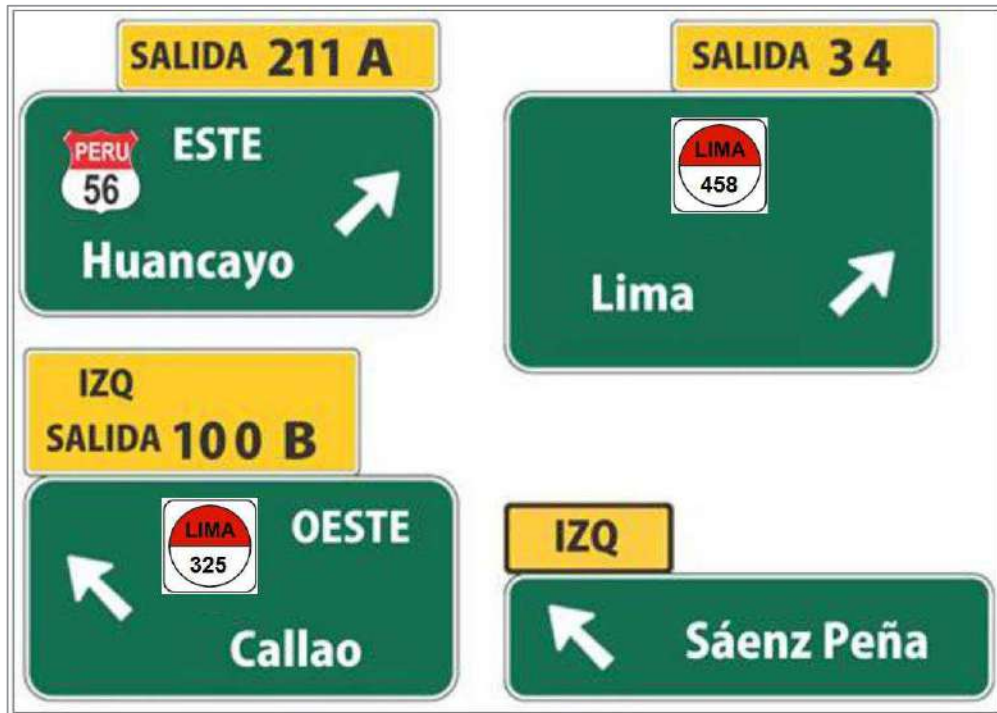 SALIDA 211 A
PERU
56
ESTE
Huancayo
SALIDA 34
LIMA
458
Lima
IZQ
SALIDA 100 B
LIMA
325
OESTE
Callao
IZQ
Sáenz Peña